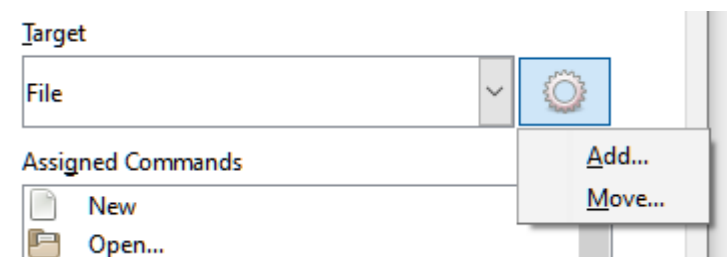 Target
File
Add...
Assigned Commands
Move...
New
Open...